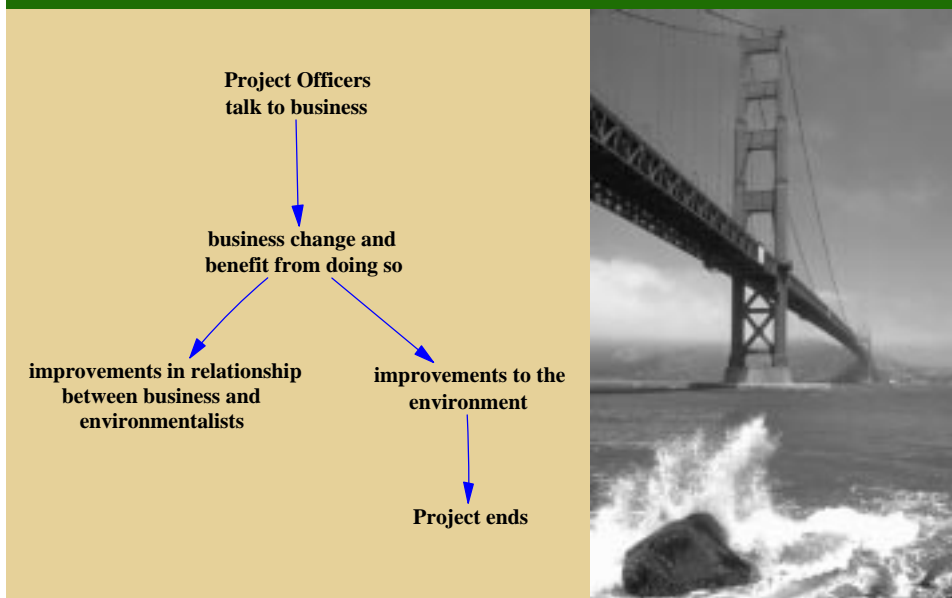 Project Officers
talk to business
business change and
benefit from doing so
improvements in relationship
between business and
environmentalists
improvements to the
environment
Project ends